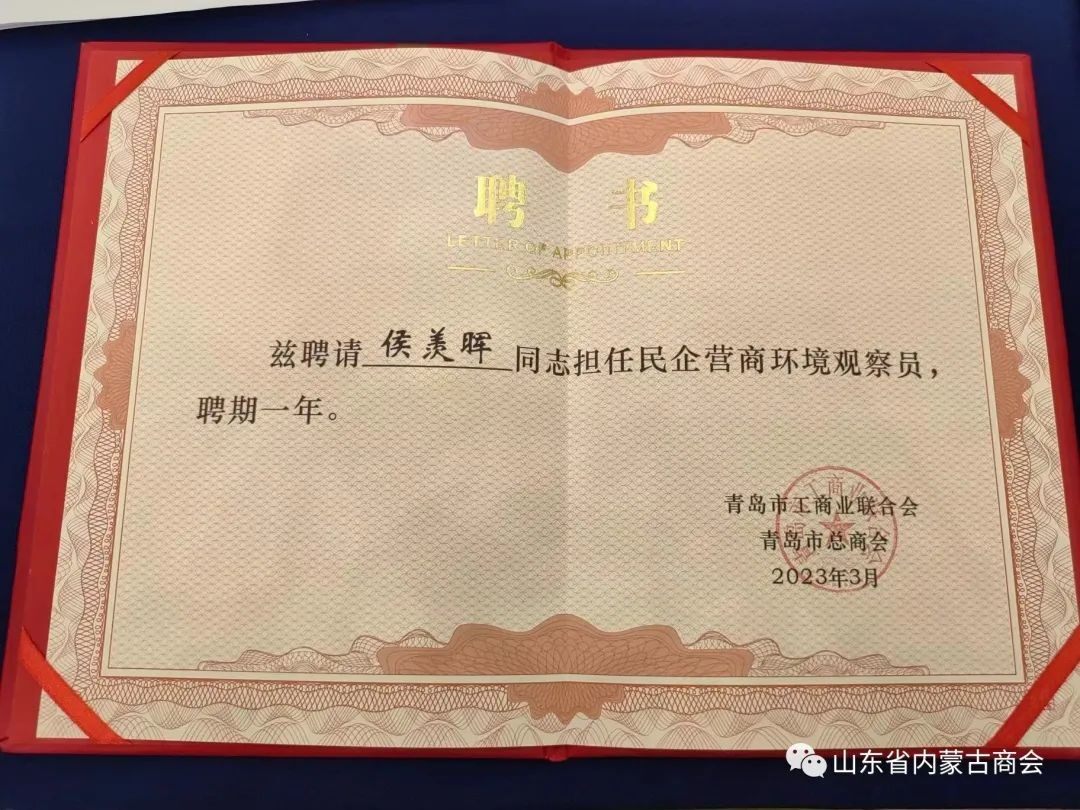 聘书
LETTER OF APPOINTMENT
兹聘请 侯羡晖 同志担任民企营商环境观察员，
聘期一年。
青岛市工商业联合会
青岛市总商会
2023年3月
山东省内蒙古商会